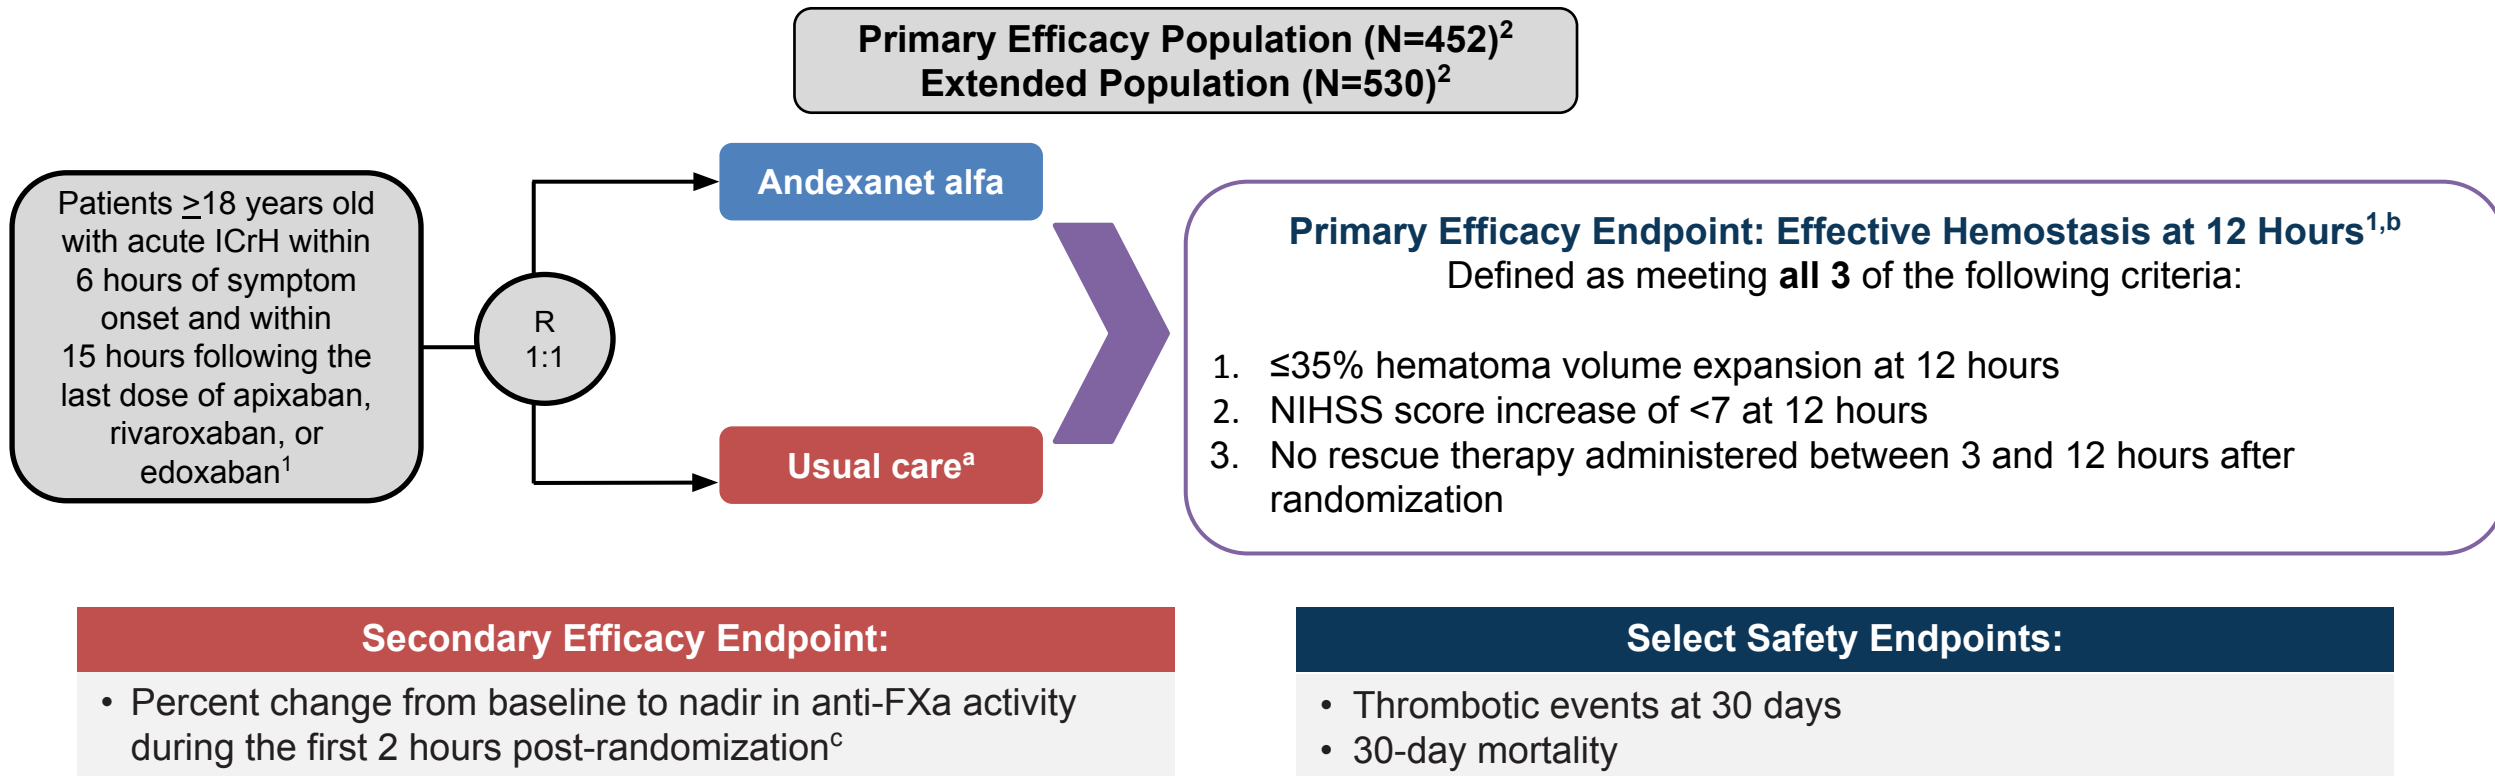 Primary Efficacy Population (N=452)²
Extended Population (N=530)²
Patients ≥18 years old
with acute ICrH within
6 hours of symptom
onset and within
15 hours following the
last dose of apixaban,
rivaroxaban, or
edoxaban¹
R
1:1
Andexanet alfa
Usual careᵃ
Primary Efficacy Endpoint: Effective Hemostasis at 12 Hours¹,ᵇ
Defined as meeting all 3 of the following criteria:
1. ≤35% hematoma volume expansion at 12 hours
2. NIHSS score increase of <7 at 12 hours
3. No rescue therapy administered between 3 and 12 hours after
randomization
Secondary Efficacy Endpoint:
• Percent change from baseline to nadir in anti-FXa activity
during the first 2 hours post-randomizationᶜ
Select Safety Endpoints:
• Thrombotic events at 30 days
• 30-day mortality